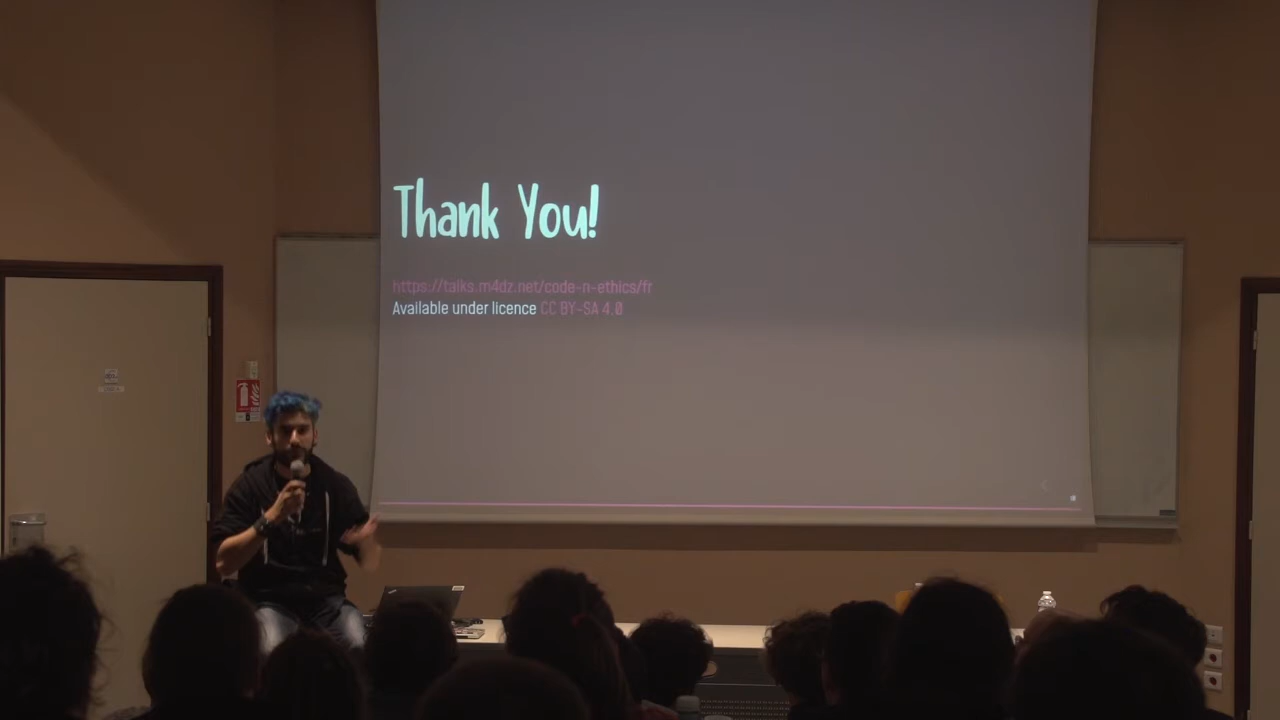 Thank You!
https://talks.m4dz.net/code-n-ethics/fr
Available under licence CC BY-SA 4.0